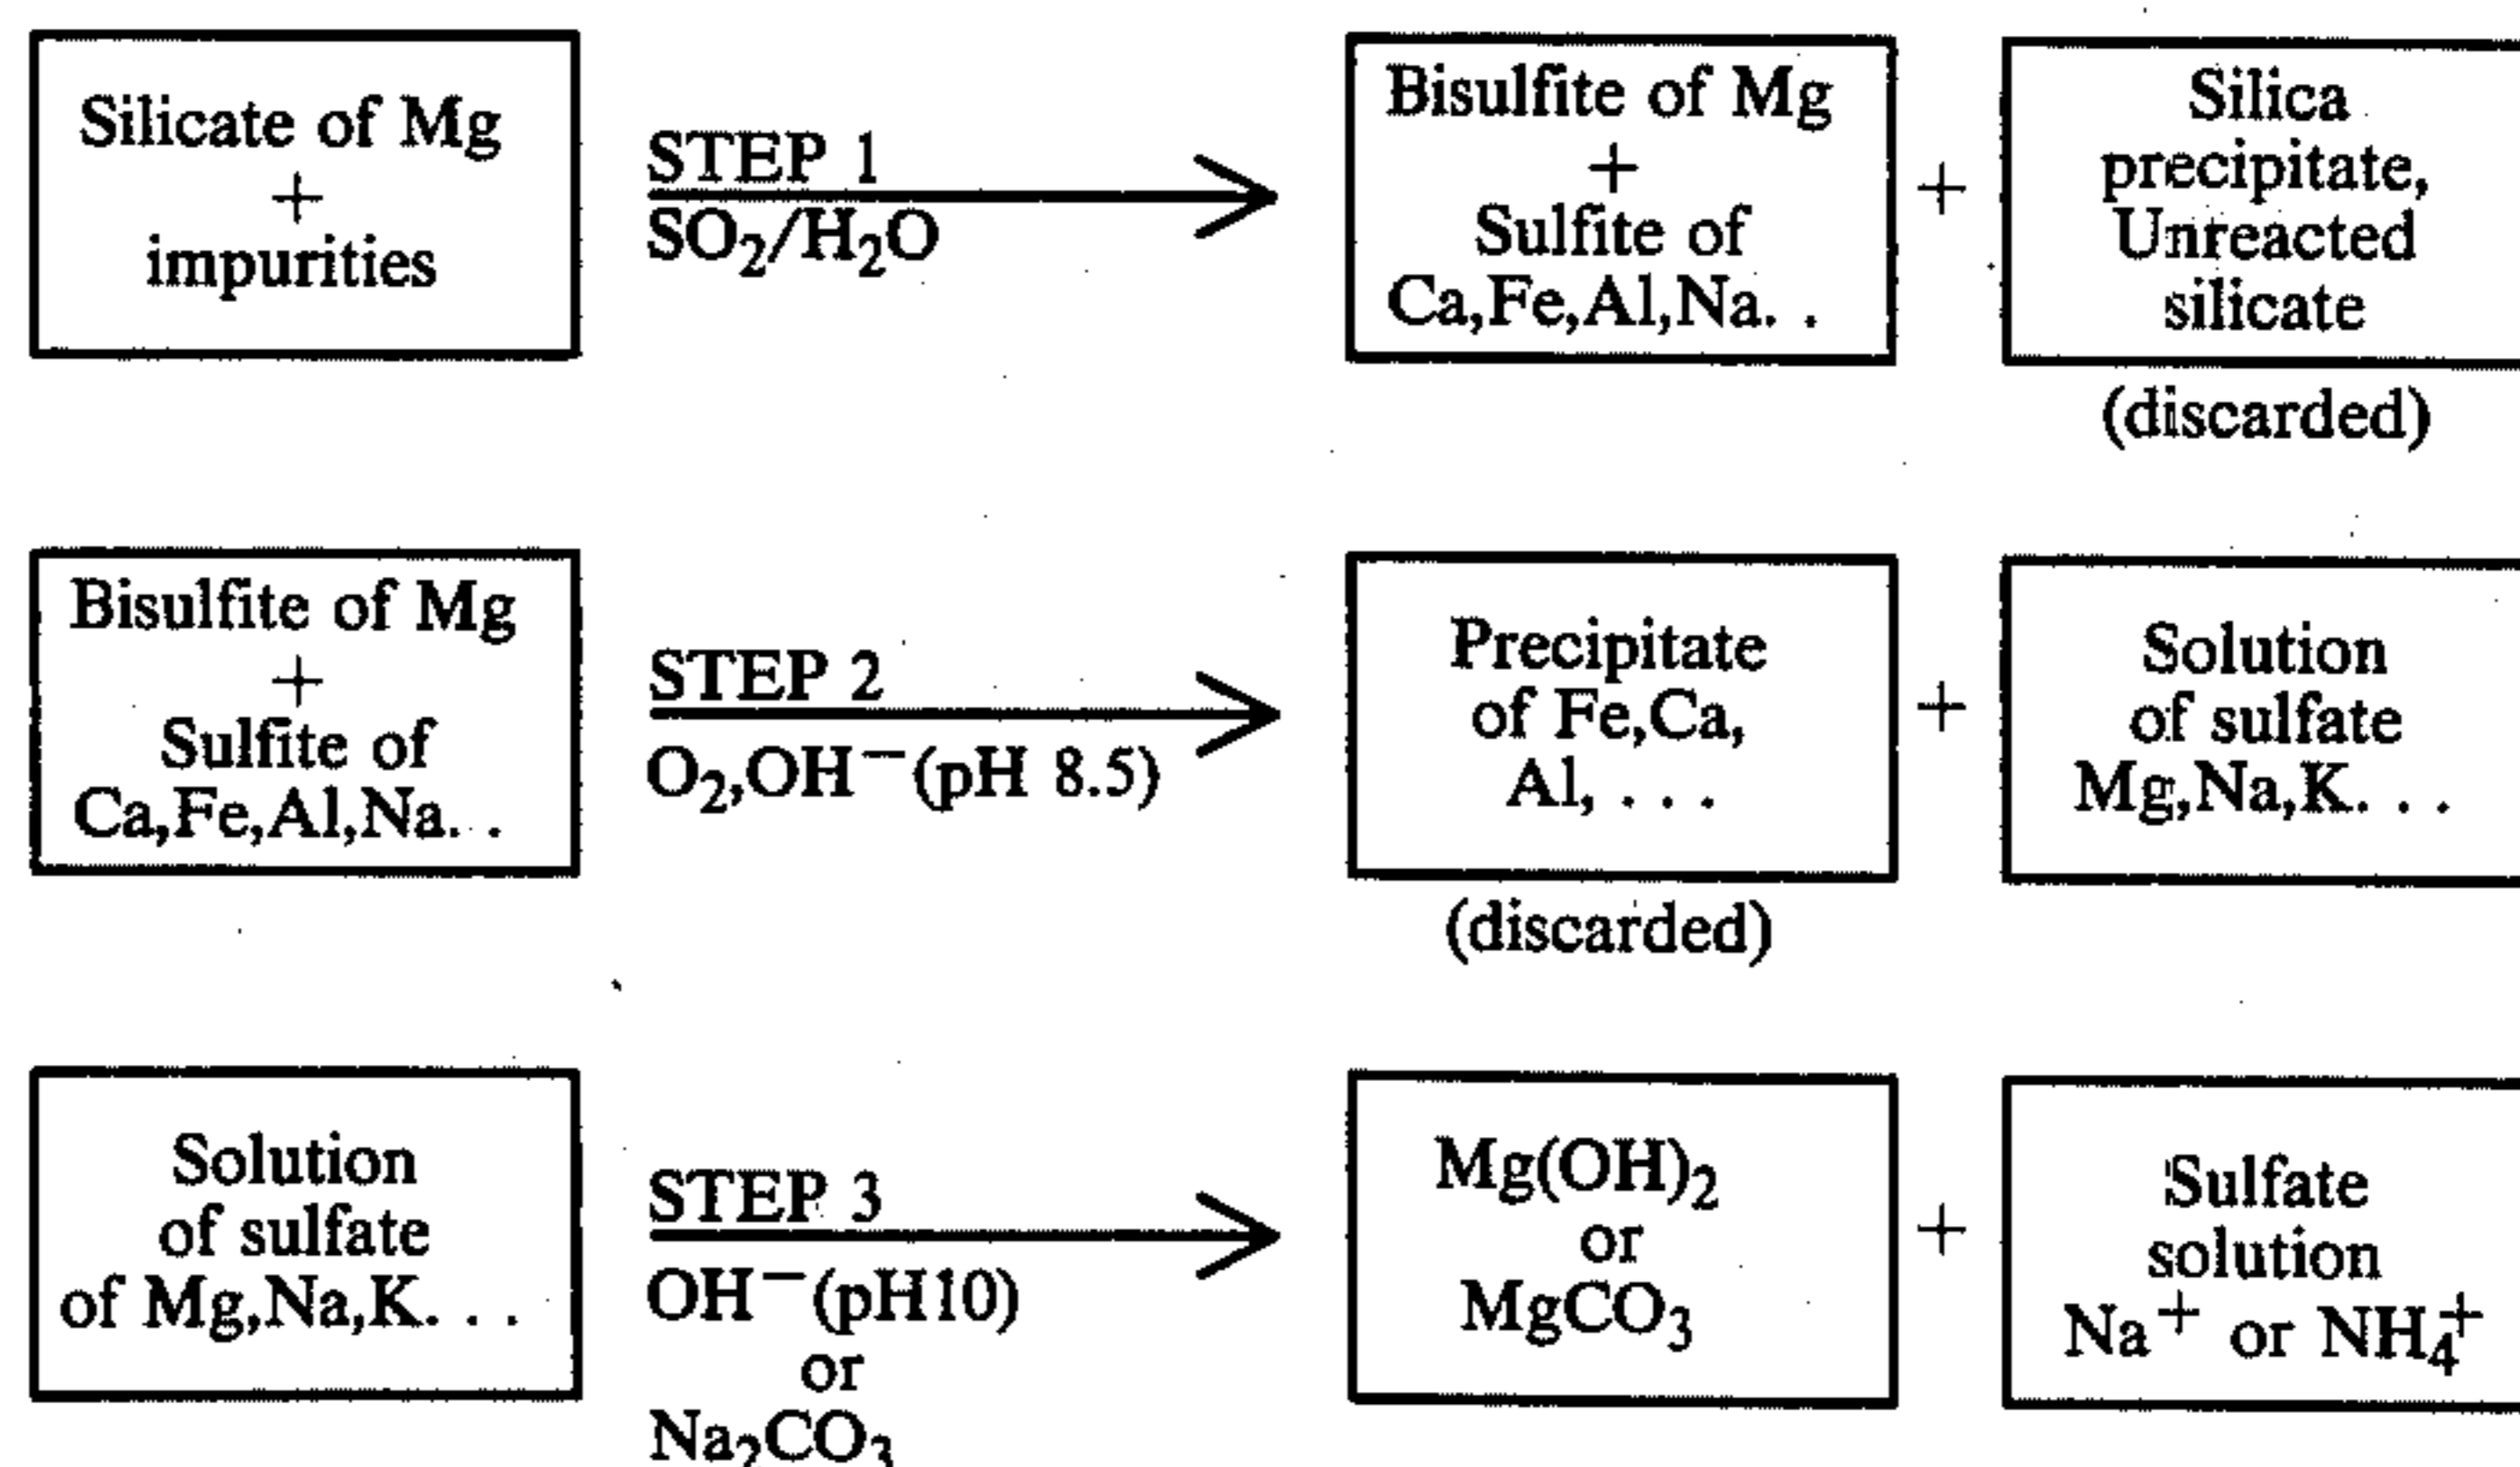 Silicate of Mg
+
impurities
STEP 1
SO₂/H₂O
Bisulfite of Mg
+
Sulfite of
Ca,Fe,Al,Na. .
+
Silica
precipitate,
Unreacted
silicate
(discarded)
Bisulfite of Mg
+
Sulfite of
Ca,Fe,Al,Na. .
STEP 2
O₂,OH⁻(pH 8.5)
Precipitate
of Fe,Ca,
Al, . . .
(discarded)
+
Solution
of sulfate
Mg,Na,K. . .
Solution
of sulfate
of Mg,Na,K. . .
STEP 3
OH⁻(pH10)
or
Na₂CO₃
Mg(OH)₂
or
MgCO₃
+
Sulfate
solution
Na⁺ or NH₄⁺